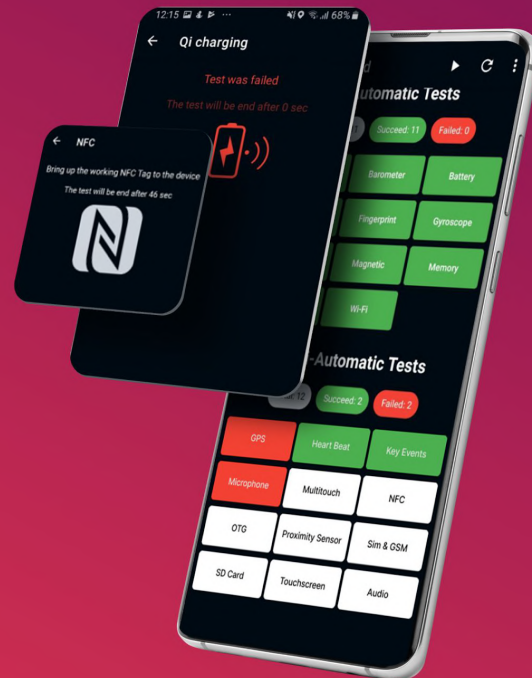 12:15 68%
Qi charging
Test was failed
The test will be end after 0 sec
NFC
Bring up the working NFC Tag to the device
The test will be end after 46 sec
utomatic Tests
Succeed: 11 Failed: 0
Barometer Battery
Fingerprint Gyroscope
Magnetic Memory
Wi-Fi
-Automatic Tests
12 Succeed: 2 Failed: 2
GPS Heart Beat Key Events
Microphone Multitouch NFC
OTG Proximity Sensor Sim & GSM
SD Card Touchscreen Audio